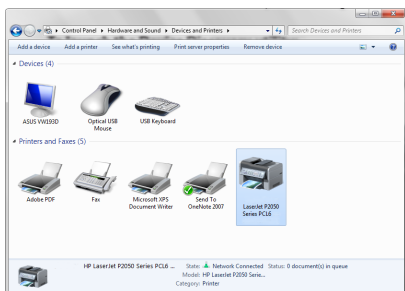 Control Panel ▸ Hardware and Sound ▸ Devices and Printers ▸
Search Devices and Printers
Add a device Add a printer See what's printing Print server properties Remove device
Devices (4)
ASUS VW193D
Optical USB
Mouse
USB Keyboard
Printers and Faxes (5)
Adobe PDF
Fax
Microsoft XPS
Document Writer
Send To
OneNote 2007
LaserJet P2050
Series PCL6
HP LaserJet P2050 Series PCL6 ... State: Network Connected Status: 0 document(s) in queue
Model: HP LaserJet P2050 Serie...
Category: Printer